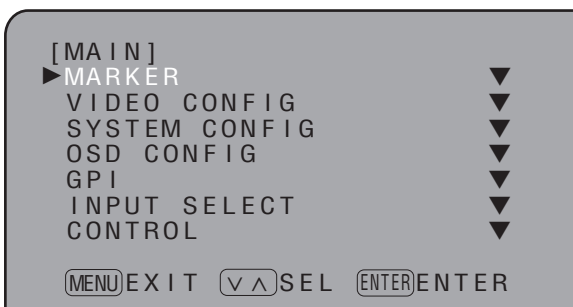 [MAIN]
▶MARKER ▼
VIDEO CONFIG ▼
SYSTEM CONFIG ▼
OSD CONFIG ▼
GPI ▼
INPUT SELECT ▼
CONTROL ▼
MENU EXIT ∨ ∧ SEL ENTER ENTER